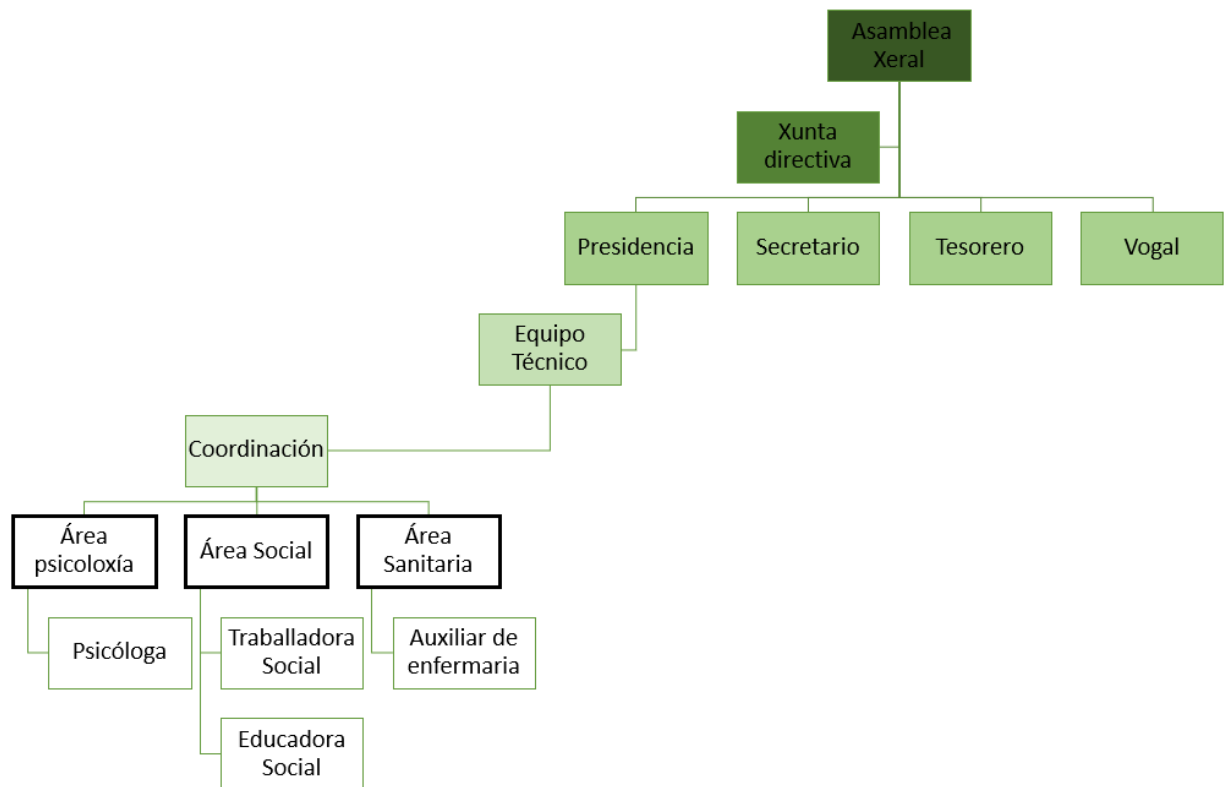 Asamblea
Xeral
Xunta
directiva
Presidencia
Secretario
Tesorero
Vogal
Equipo
Técnico
Coordinación
Área
psicoloxía
Área Social
Área
Sanitaria
Psicóloga
Traballadora
Social
Auxiliar de
enfermaria
Educadora
Social